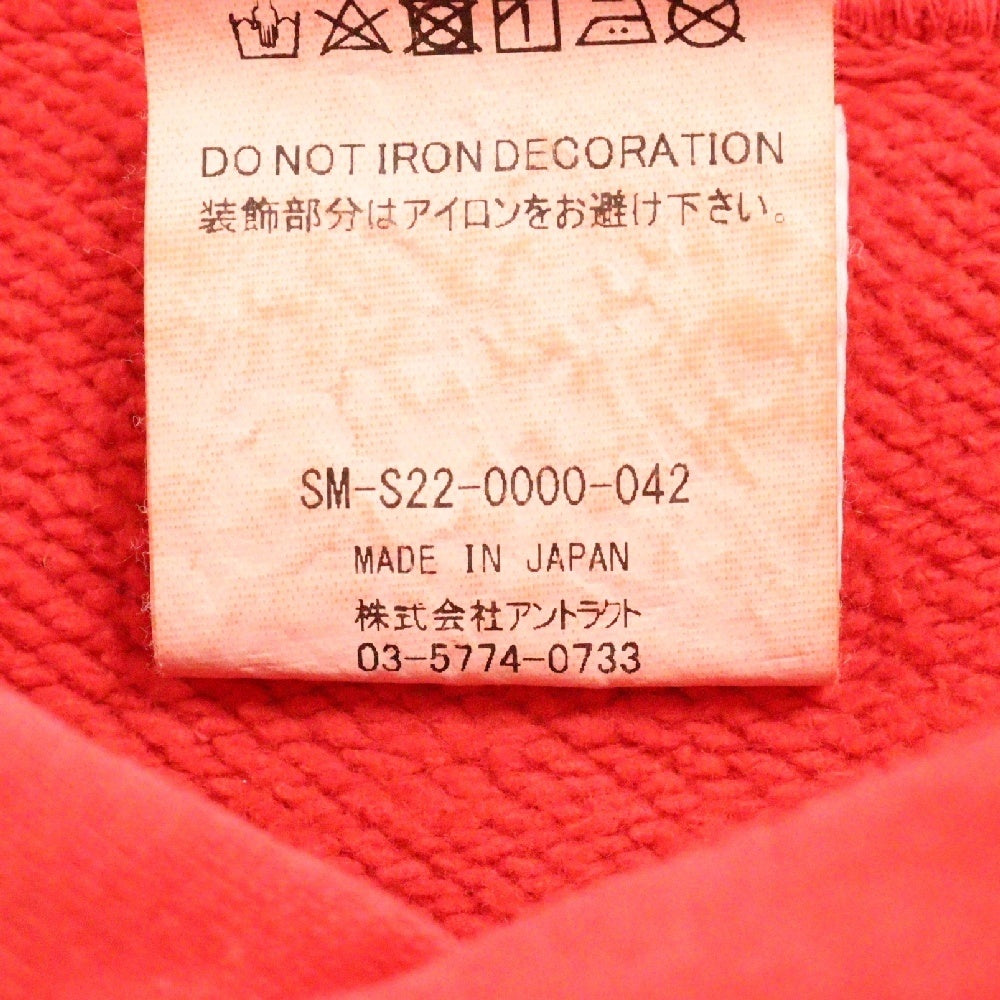 DO NOT IRON DECORATION
装飾部分はアイロンをお避け下さい。
SM-S22-0000-042
MADE IN JAPAN
株式会社アントラクト
03-5774-0733